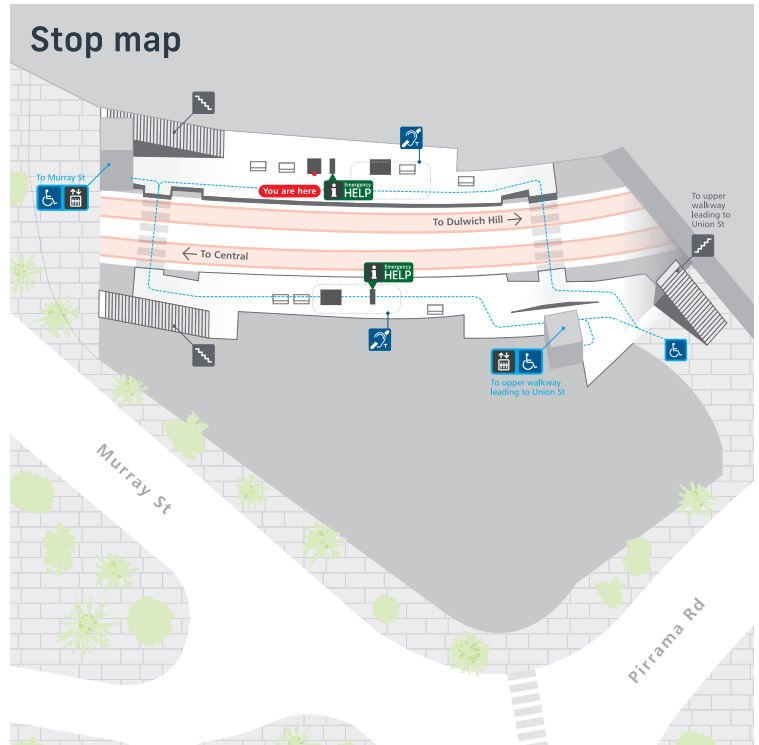 Stop map
To Murray St
You are here
Emergency
HELP
To Dulwich Hill
To upper
walkway
leading to
Union St
To Central
Emergency
HELP
To upper walkway
leading to Union St
Murray St
Pirrama Rd